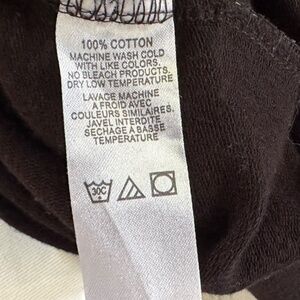 100% COTTON
MACHINE WASH COLD
WITH LIKE COLORS.
NO BLEACH PRODUCTS.
DRY LOW TEMPERATURE
LAVAGE MACHINE
A FROID AVEC
COULEURS SIMILAIRES.
JAVEL INTERDITE
SECHAGE A BASSE
TEMPERATURE
30C